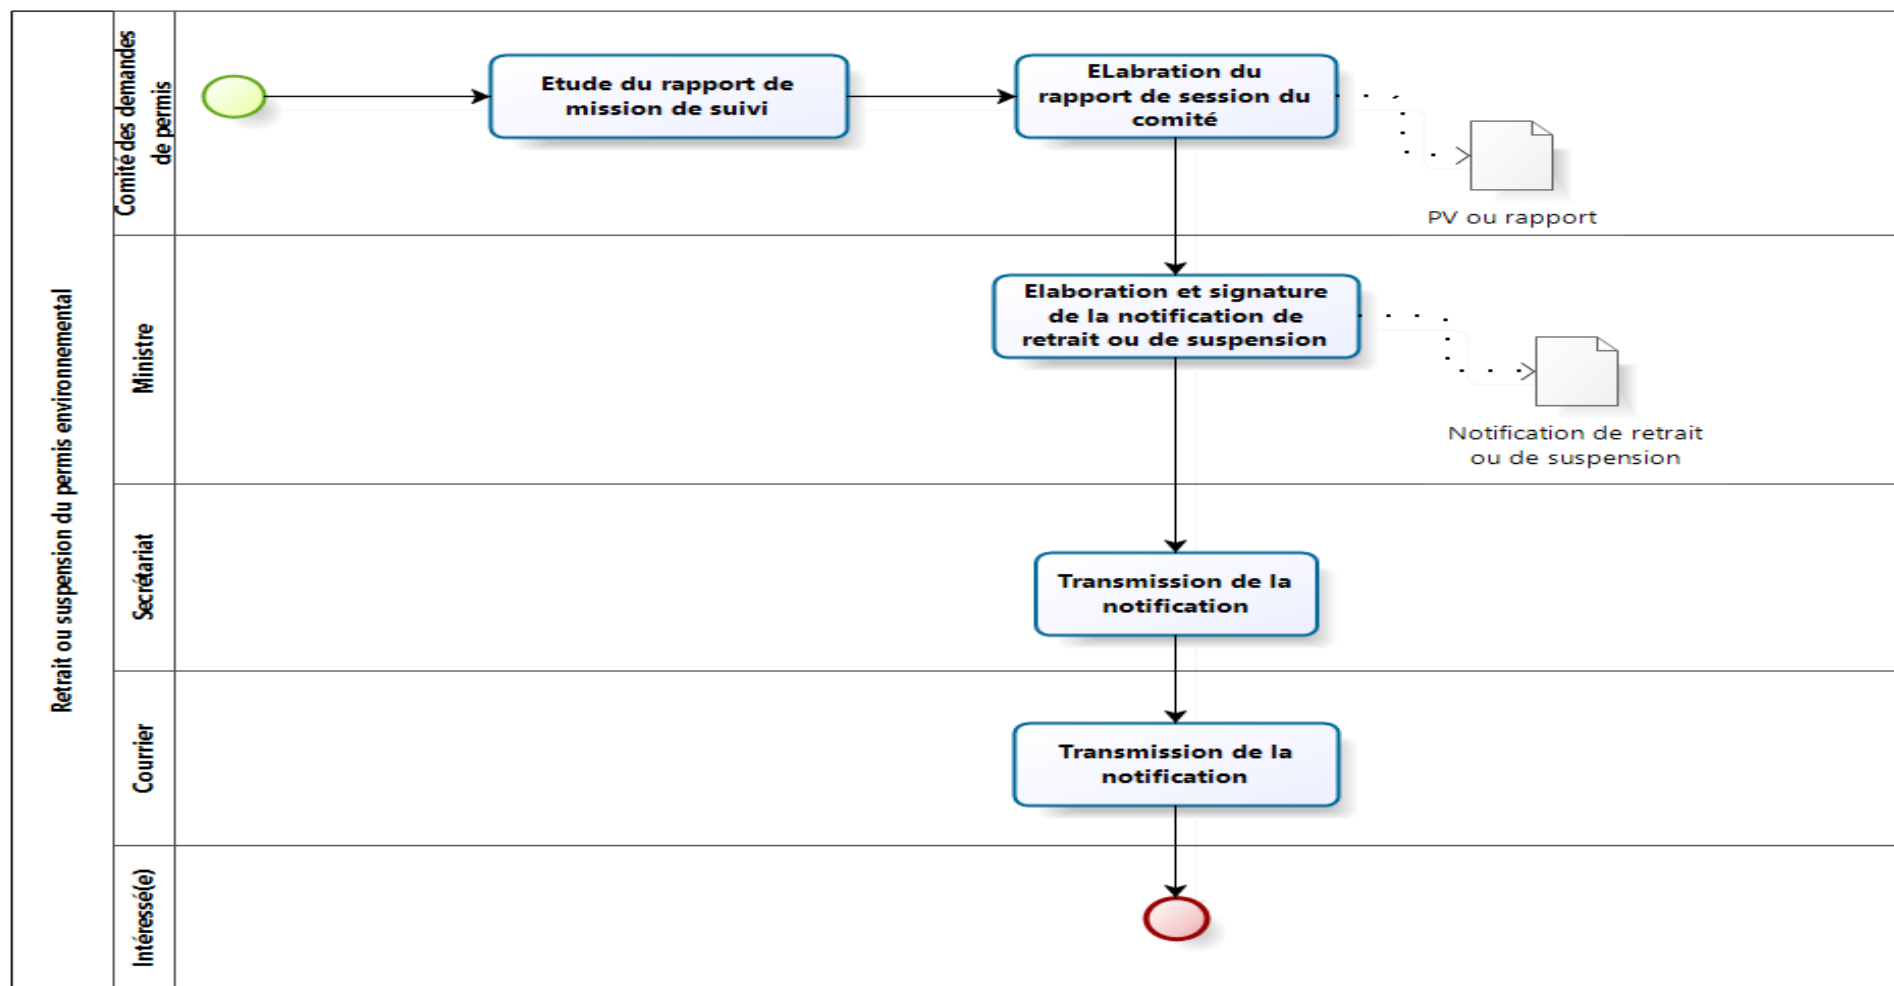 Retrait ou suspension du permis environnemental
Comité des demandes
de permis
Etude du rapport de
mission de suivi
ELabration du
rapport de session du
comité
PV ou rapport
Ministre
Elaboration et signature
de la notification de
retrait ou de suspension
Notification de retrait
ou de suspension
Secrétariat
Transmission de la
notification
Courrier
Transmission de la
notification
Intéressé(e)